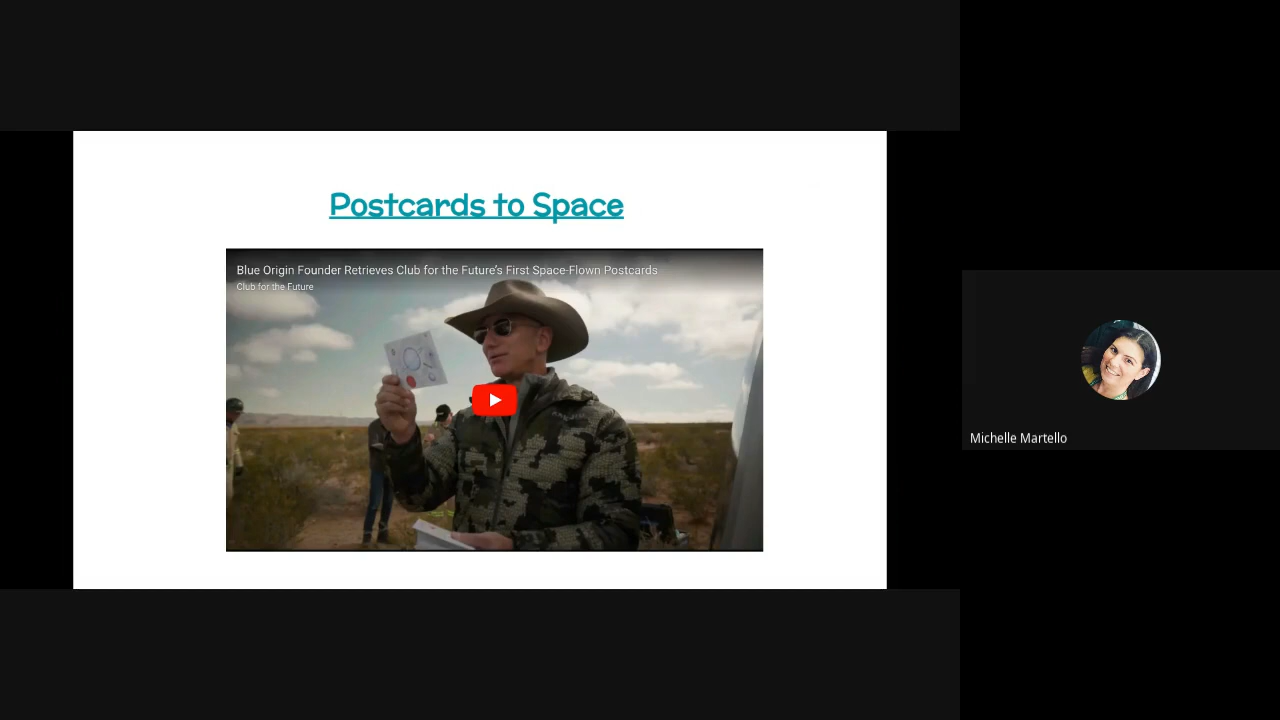 Postcards to Space
Blue Origin Founder Retrieves Club for the Future's First Space-Flown Postcards
Club for the Future
Michelle Martello